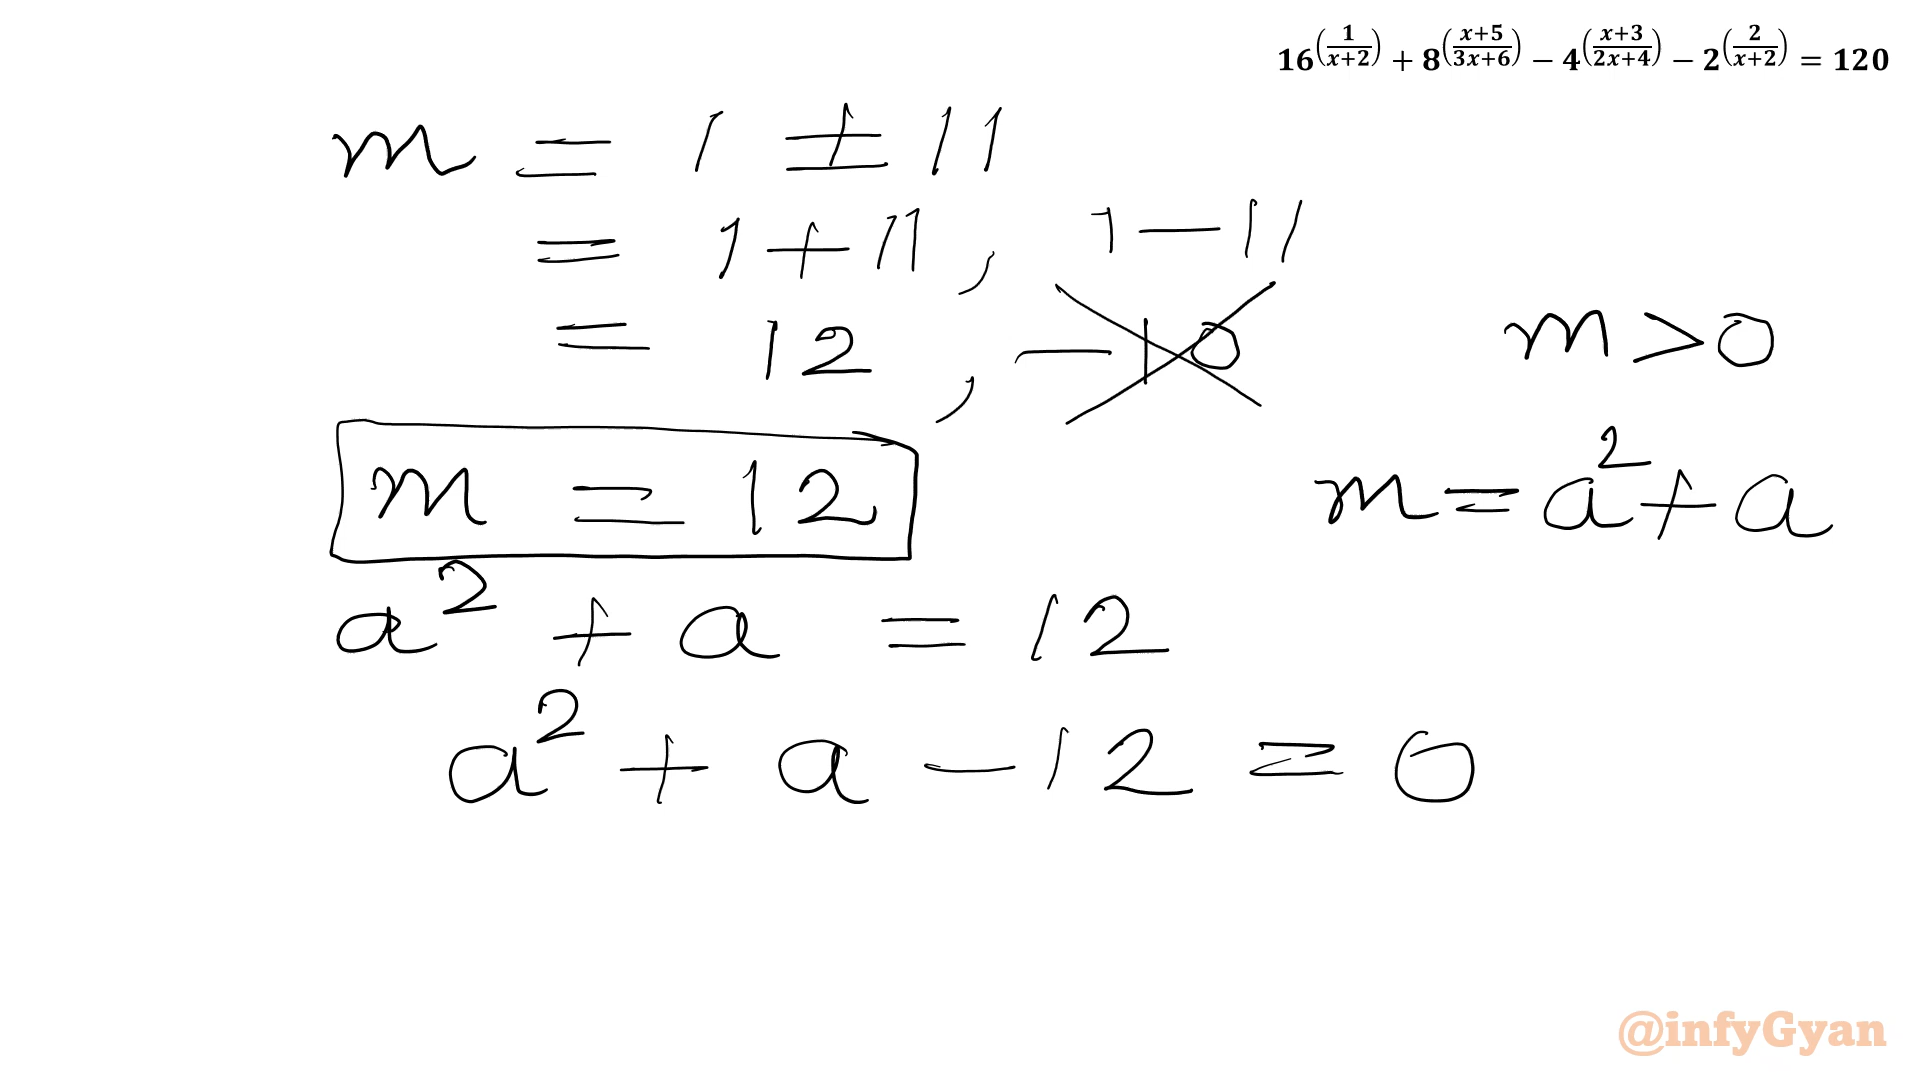 16^(1/(x+2)) + 8^((x+5)/(3x+6)) − 4^((x+3)/(2x+4)) − 2^(2/(x+2)) = 120
m = 1 ± 11
= 1 + 11 , 1 − 11
= 12 , −10
m > 0
m = 12
m = a² + a
a² + a = 12
a² + a − 12 = 0
@infyGyan